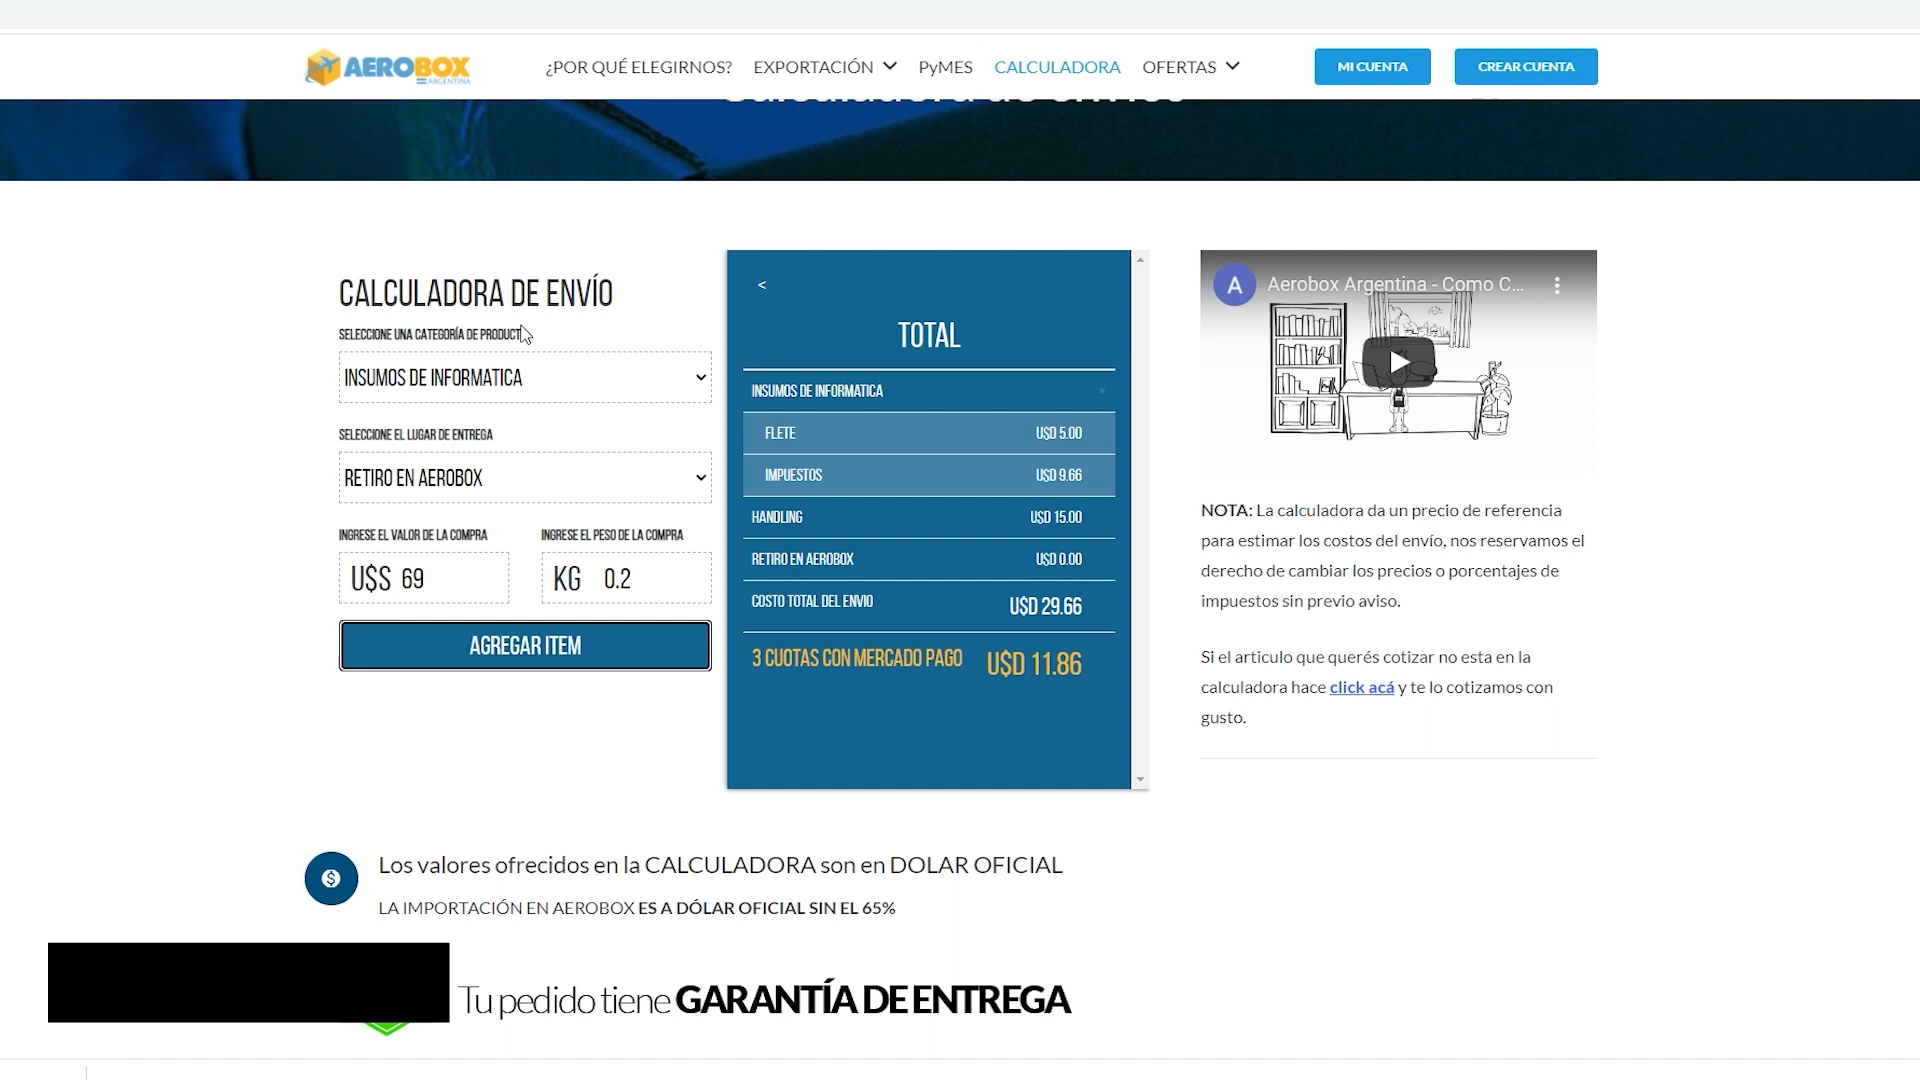 AEROBOX
ARGENTINA
¿POR QUÉ ELEGIRNOS?
EXPORTACIÓN
PyMES
CALCULADORA
OFERTAS
MI CUENTA
CREAR CUENTA
CALCULADORA DE ENVÍO
SELECCIONE UNA CATEGORÍA DE PRODUCT
INSUMOS DE INFORMATICA
SELECCIONE EL LUGAR DE ENTREGA
RETIRO EN AEROBOX
INGRESE EL VALOR DE LA COMPRA
INGRESE EL PESO DE LA COMPRA
U$S 69
KG 0.2
AGREGAR ITEM
<
TOTAL
INSUMOS DE INFORMATICA
FLETE U$D 5.00
IMPUESTOS U$D 9.66
HANDLING U$D 15.00
RETIRO EN AEROBOX U$D 0.00
COSTO TOTAL DEL ENVIO U$D 29.66
3 CUOTAS CON MERCADO PAGO U$D 11.86
A Aerobox Argentina - Como C...
NOTA: La calculadora da un precio de referencia
para estimar los costos del envío, nos reservamos el
derecho de cambiar los precios o porcentajes de
impuestos sin previo aviso.
Si el articulo que querés cotizar no esta en la
calculadora hace click acá y te lo cotizamos con
gusto.
Los valores ofrecidos en la CALCULADORA son en DOLAR OFICIAL
LA IMPORTACIÓN EN AEROBOX ES A DÓLAR OFICIAL SIN EL 65%
Tu pedido tiene GARANTÍA DE ENTREGA